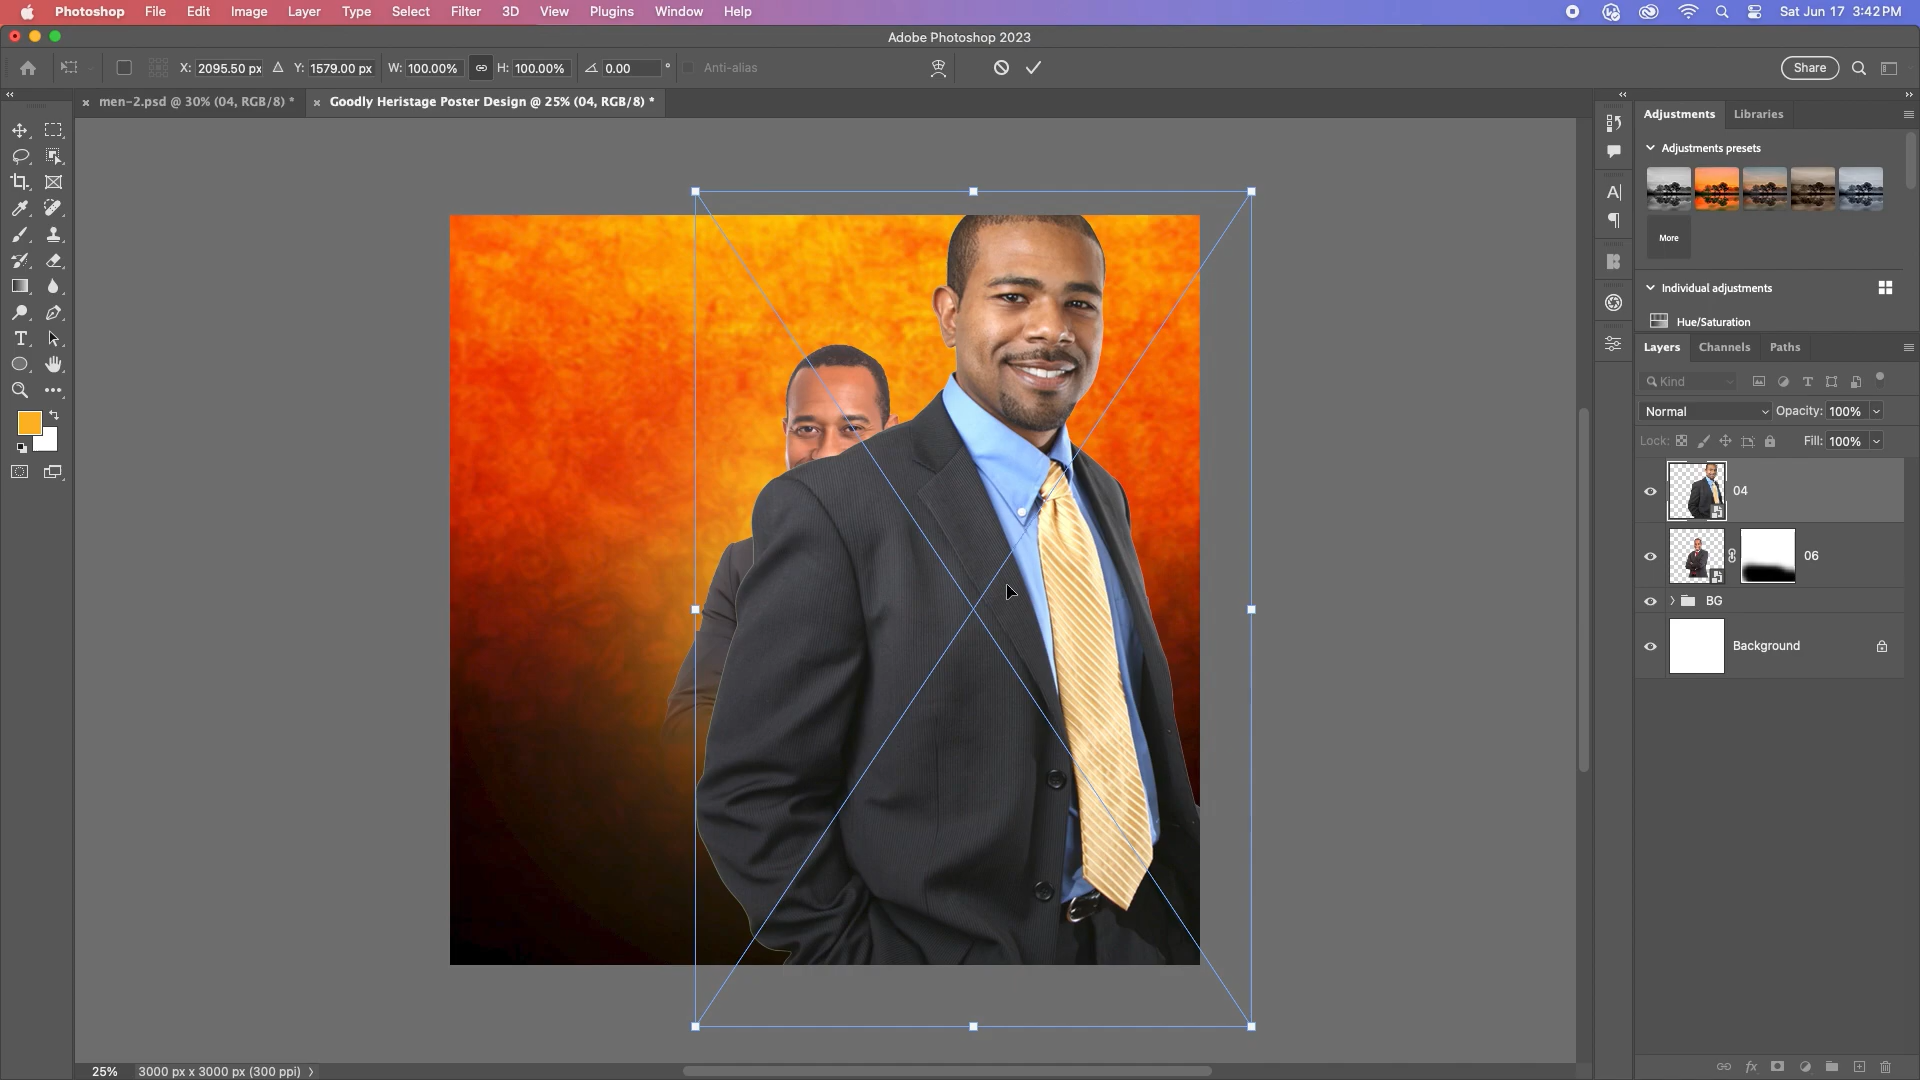 Photoshop File Edit Image Layer Type Select Filter 3D View Plugins Window Help Sat Jun 17 3:42 PM
Adobe Photoshop 2023
X: 2095.50 px Y: 1579.00 px W: 100.00% H: 100.00% 0.00 ° Anti-alias Share
men-2.psd @ 30% (04, RGB/8) * Goodly Heristage Poster Design @ 25% (04, RGB/8) *
Adjustments Libraries
Adjustments presets
More
Individual adjustments
Hue/Saturation
Layers Channels Paths
Kind
Normal Opacity: 100%
Lock: Fill: 100%
04
06
BG
Background
25% 3000 px x 3000 px (300 ppi)